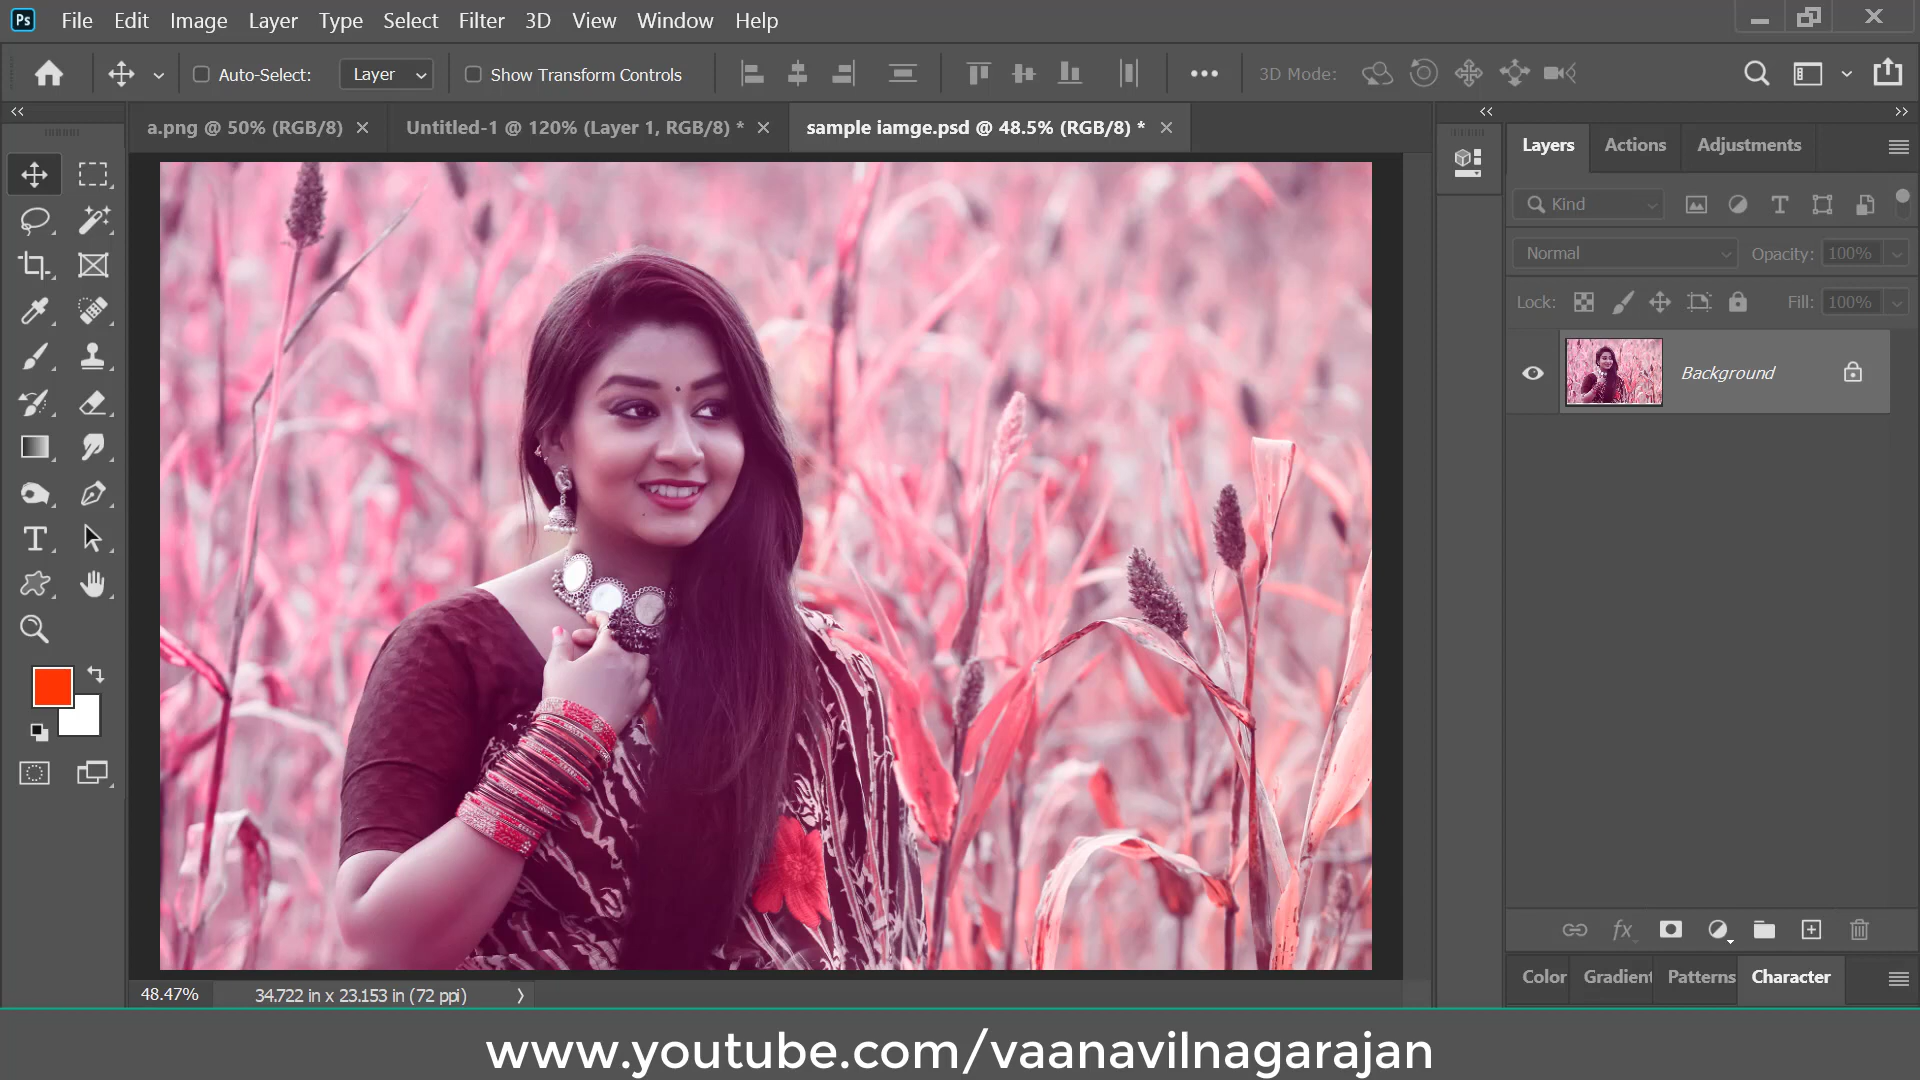 Ps File Edit Image Layer Type Select Filter 3D View Window Help
Auto-Select: Layer Show Transform Controls 3D Mode:
a.png @ 50% (RGB/8) Untitled-1 @ 120% (Layer 1, RGB/8) * sample iamge.psd @ 48.5% (RGB/8) *
Layers Actions Adjustments
Kind
Normal Opacity: 100%
Lock: Fill: 100%
Background
fx
Color Gradient Patterns Character
48.47% 34.722 in x 23.153 in (72 ppi)
www.youtube.com/vaanavilnagarajan